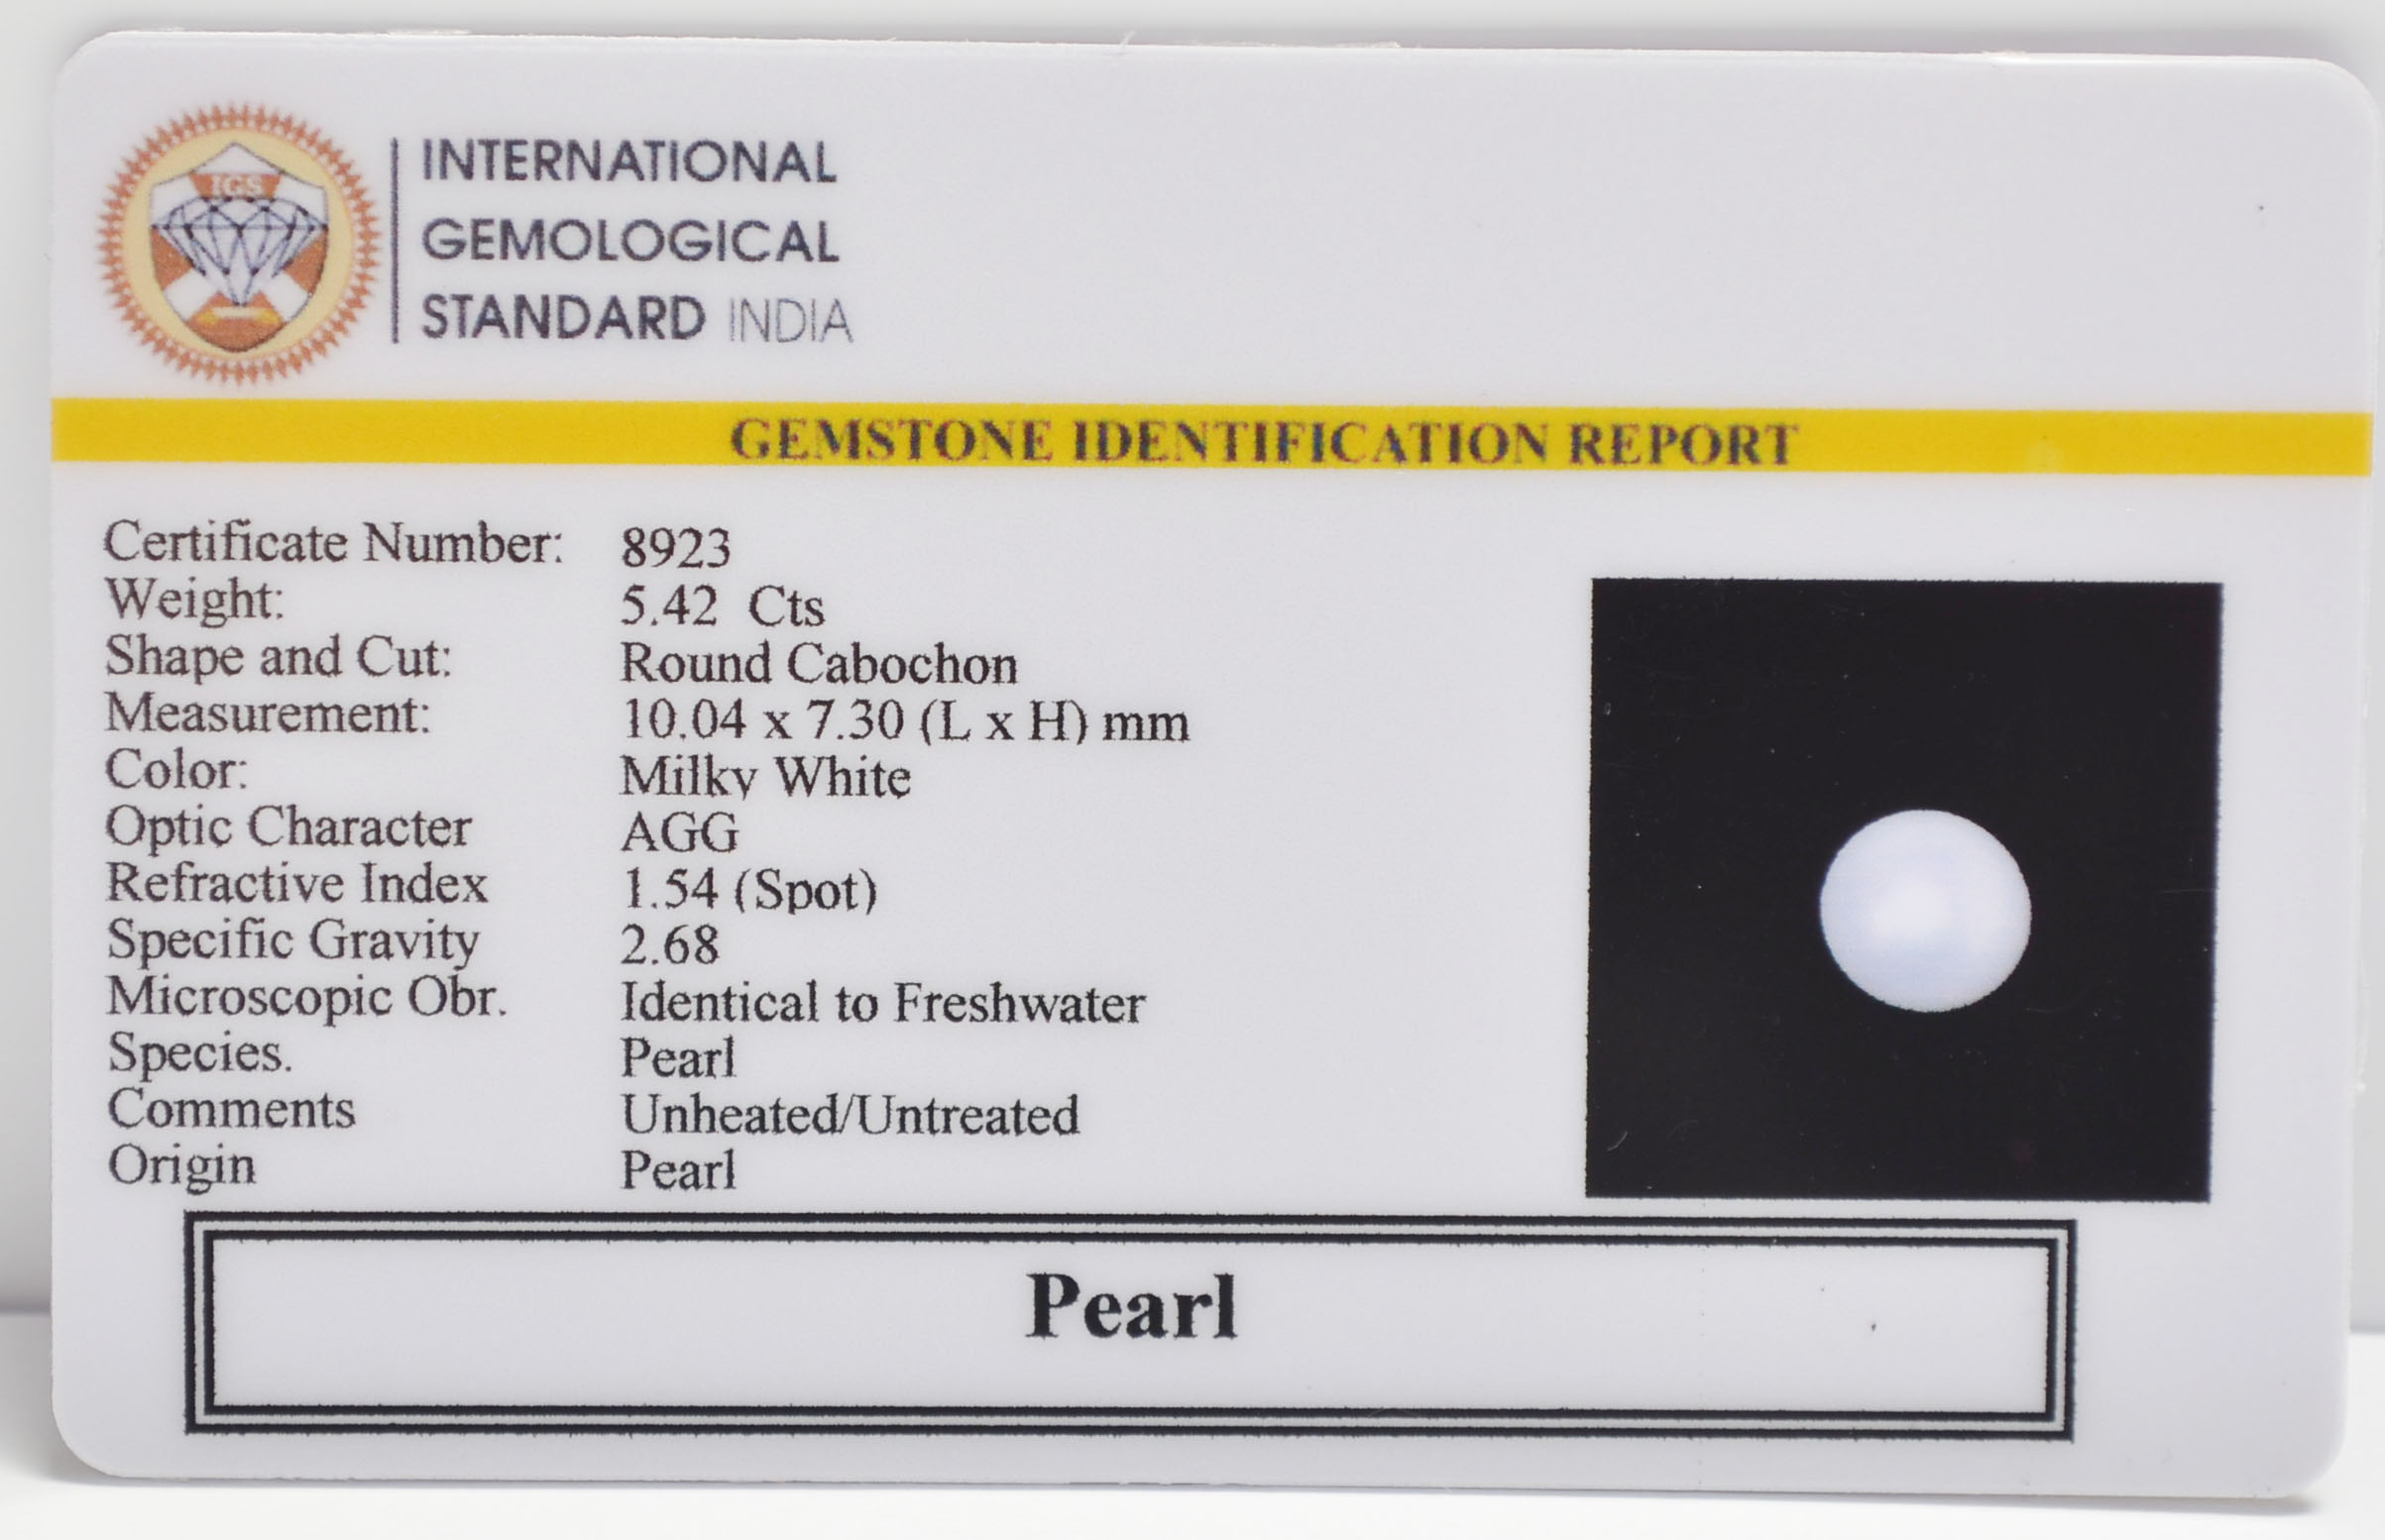 IGS
INTERNATIONAL
GEMOLOGICAL
STANDARD INDIA
GEMSTONE IDENTIFICATION REPORT
Certificate Number: 8923
Weight: 5.42 Cts
Shape and Cut: Round Cabochon
Measurement: 10.04 x 7.30 (L x H) mm
Color: Milky White
Optic Character AGG
Refractive Index 1.54 (Spot)
Specific Gravity 2.68
Microscopic Obr. Identical to Freshwater
Species. Pearl
Comments Unheated/Untreated
Origin Pearl
Pearl